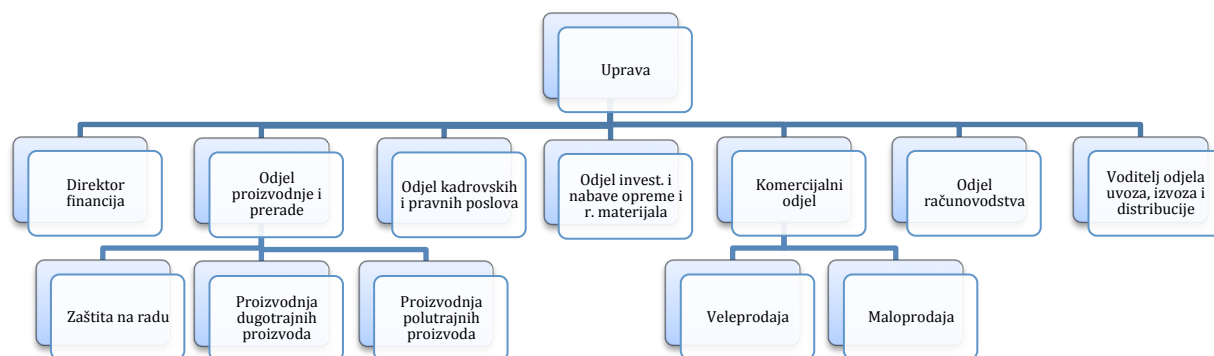 Uprava
Direktor
financija
Odjel
proizvodnje i
prerade
Odjel kadrovskih
i pravnih poslova
Odjel invest. i
nabave opreme i
r. materijala
Komercijalni
odjel
Odjel
računovodstva
Voditelj odjela
uvoza, izvoza i
distribucije
Zaštita na radu
Proizvodnja
dugotrajnih
proizvoda
Proizvodnja
polutrajnih
proizvoda
Veleprodaja
Maloprodaja